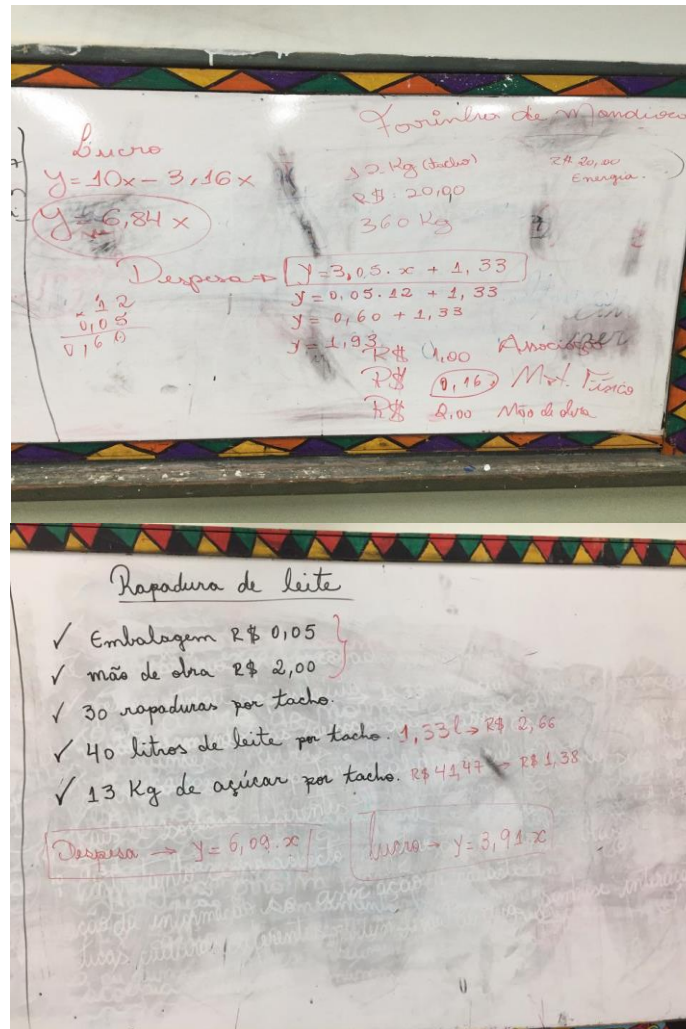 Farinha de Mandioca
Lucro
y = 10x - 3,16x
y = 6,84x
12 Kg (tacho)
R$ 20,00
360 Kg
R$ 20,00
Energia.
Despesa → y = 3,05 . x + 1,33
y = 0,05 . 12 + 1,33
y = 0,60 + 1,33
y = 1,93
12
0,05
0,60
R$ 1,00 Associação
R$ 0,16 Mat. Físico
R$ 2,00 Mão de obra
Rapadura de leite
✓ Embalagem R$ 0,05
✓ mão de obra R$ 2,00
✓ 30 rapaduras por tacho.
✓ 40 litros de leite por tacho. 1,33l → R$ 2,66
✓ 13 Kg de açúcar por tacho. R$ 41,47 → R$ 1,38
Despesa → y = 6,09 . x
Lucro → y = 3,91 . x